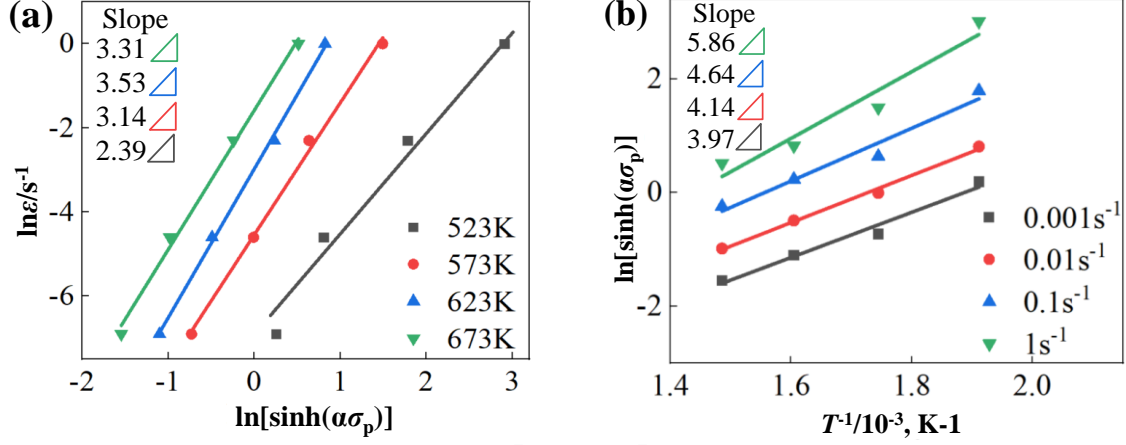 (a)
Slope
3.31
3.53
3.14
2.39
0
-2
-4
-6
lnε/s⁻¹
523K
573K
623K
673K
-2 -1 0 1 2 3
ln[sinh(ασₚ)]
(b)
Slope
5.86
4.64
4.14
3.97
2
0
-2
ln[sinh(ασₚ)]
0.001s⁻¹
0.01s⁻¹
0.1s⁻¹
1s⁻¹
1.4 1.6 1.8 2.0
T⁻¹/10⁻³, K-1